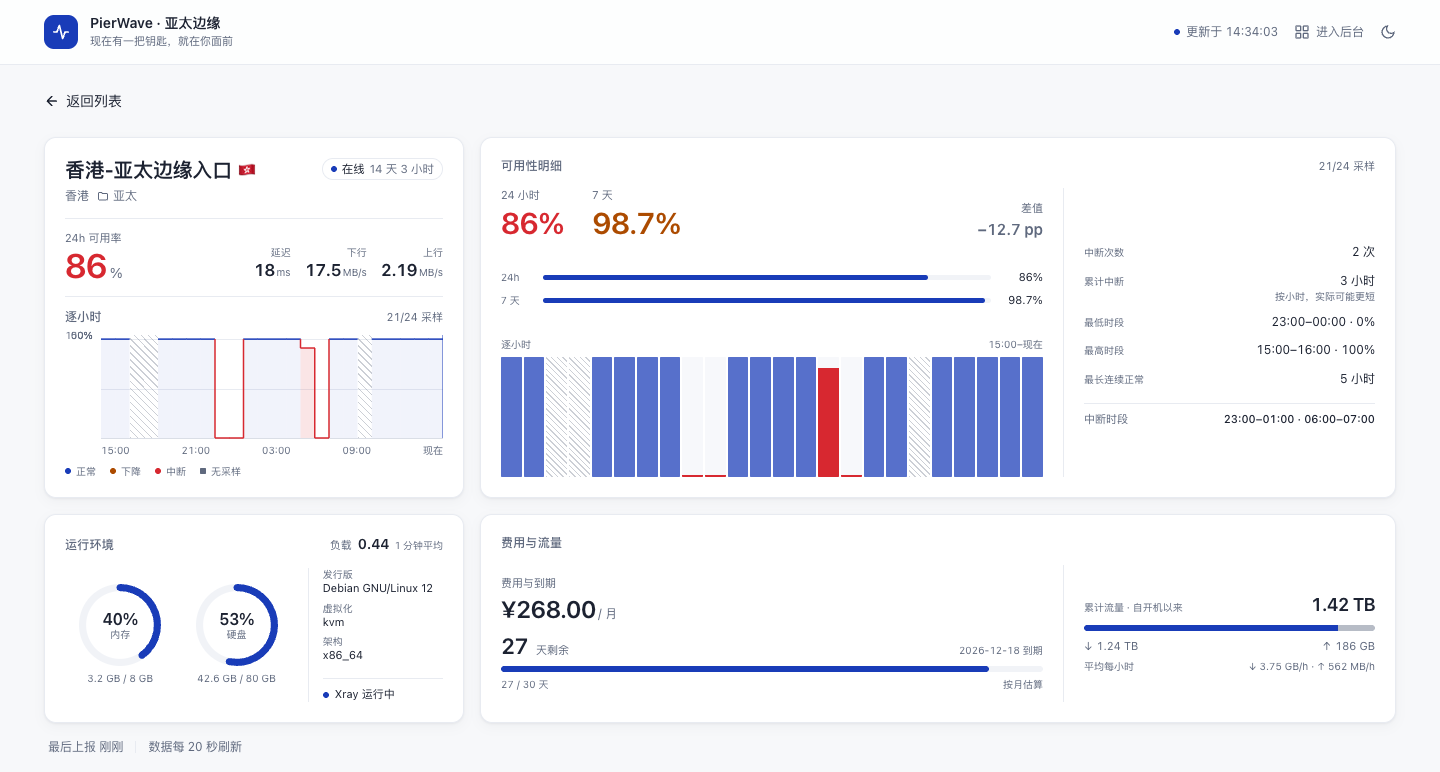 PierWave · 亚太边缘
现在有一把钥匙，就在你面前
更新于 14:34:03
进入后台
返回列表
香港-亚太边缘入口
在线 14 天 3 小时
香港 亚太
24h 可用率
86 %
延迟
18 ms
下行
17.5 MB/s
上行
2.19 MB/s
逐小时
21/24 采样
15:00 21:00 03:00 09:00 现在
正常 下降 中断 无采样
可用性明细
21/24 采样
24 小时
86%
7 天
98.7%
差值
−12.7 pp
24h 86%
7 天 98.7%
逐小时
15:00–现在
中断次数 2 次
累计中断 3 小时
按小时，实际可能更短
最低时段 23:00–00:00 · 0%
最高时段 15:00–16:00 · 100%
最长连续正常 5 小时
中断时段 23:00–01:00 · 06:00–07:00
运行环境
负载 0.44 1 分钟平均
40%
内存
3.2 GB / 8 GB
53%
硬盘
42.6 GB / 80 GB
发行版
Debian GNU/Linux 12
虚拟化
kvm
架构
x86_64
Xray 运行中
费用与流量
费用与到期
¥268.00 / 月
27 天剩余
2026-12-18 到期
27 / 30 天
按月估算
累计流量 · 自开机以来 1.42 TB
↓ 1.24 TB ↑ 186 GB
平均每小时 ↓ 3.75 GB/h · ↑ 562 MB/h
最后上报 刚刚
数据每 20 秒刷新